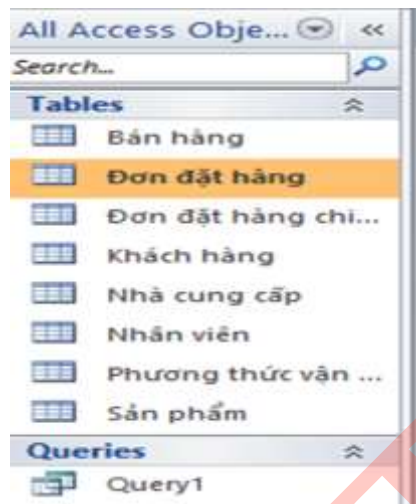 All Access Obje...
Search...
Tables
Bán hàng
Đơn đặt hàng
Đơn đặt hàng chi...
Khách hàng
Nhà cung cấp
Nhân viên
Phương thức vận ...
Sản phẩm
Queries
Query1